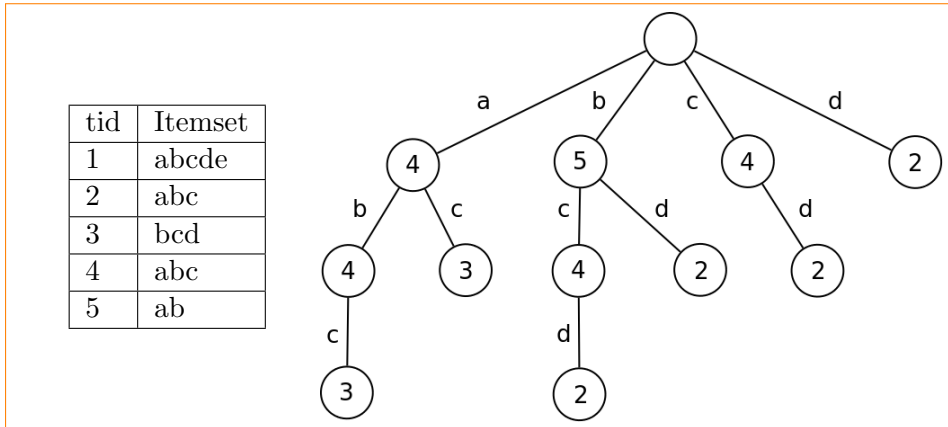 tid Itemset
1 abcde
2 abc
3 bcd
4 abc
5 ab
a b c d
4 5 4 2
b c c d d
4 3 4 2 2
c d
3 2